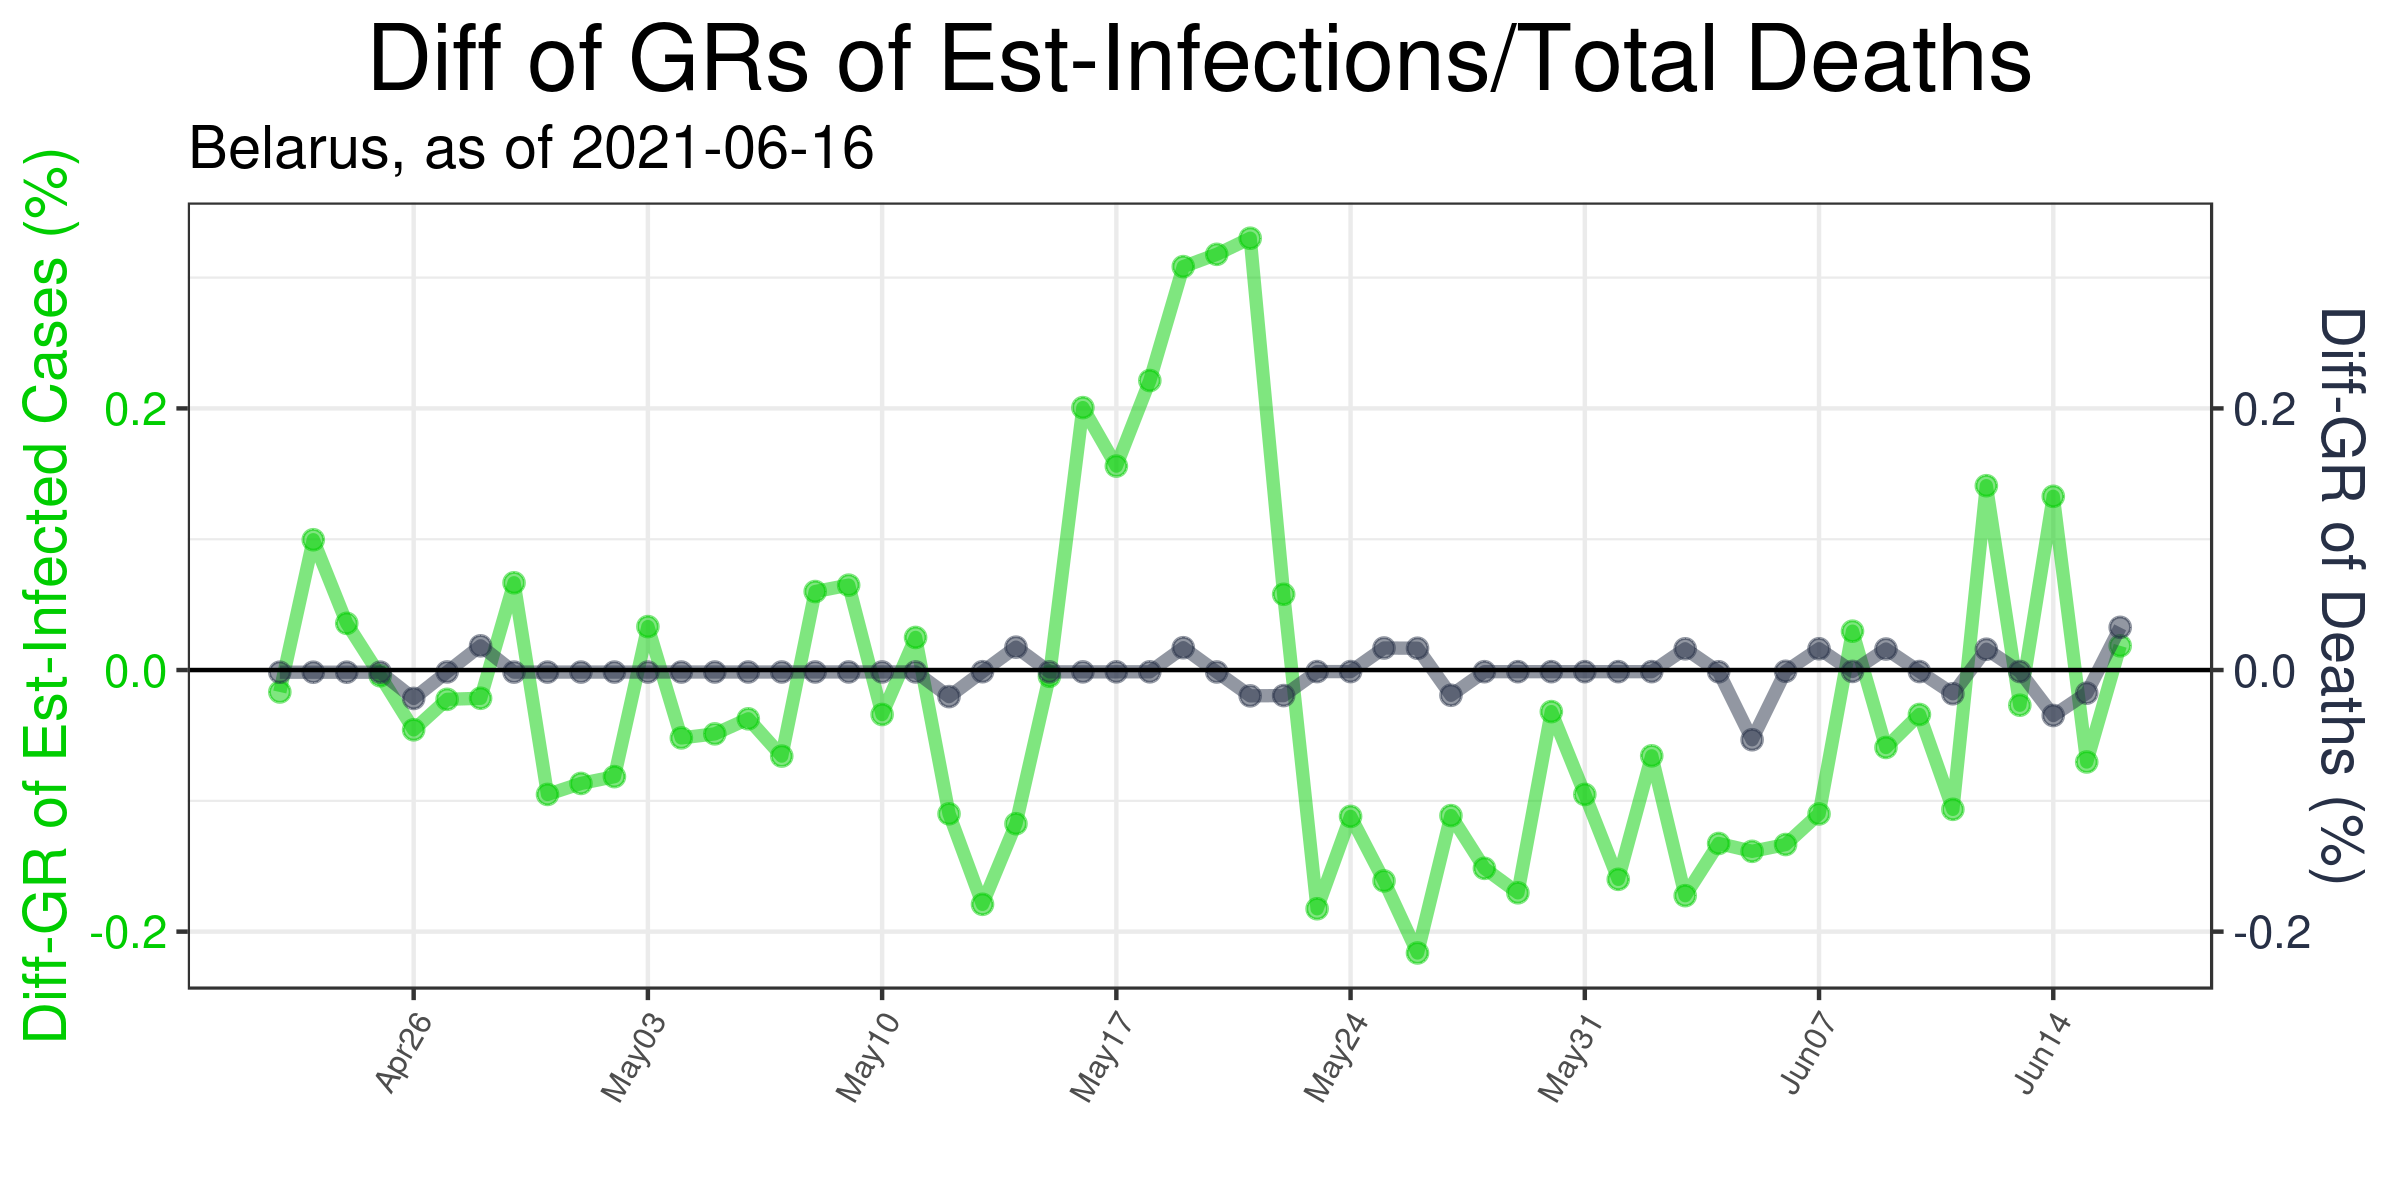 Diff of GRs of Est-Infections/Total Deaths
Belarus, as of 2021-06-16
Diff-GR of Est-Infected Cases (%)
0.2
0.0
-0.2
0.2
0.0
-0.2
Diff-GR of Deaths (%)
Apr26
May03
May10
May17
May24
May31
Jun07
Jun14